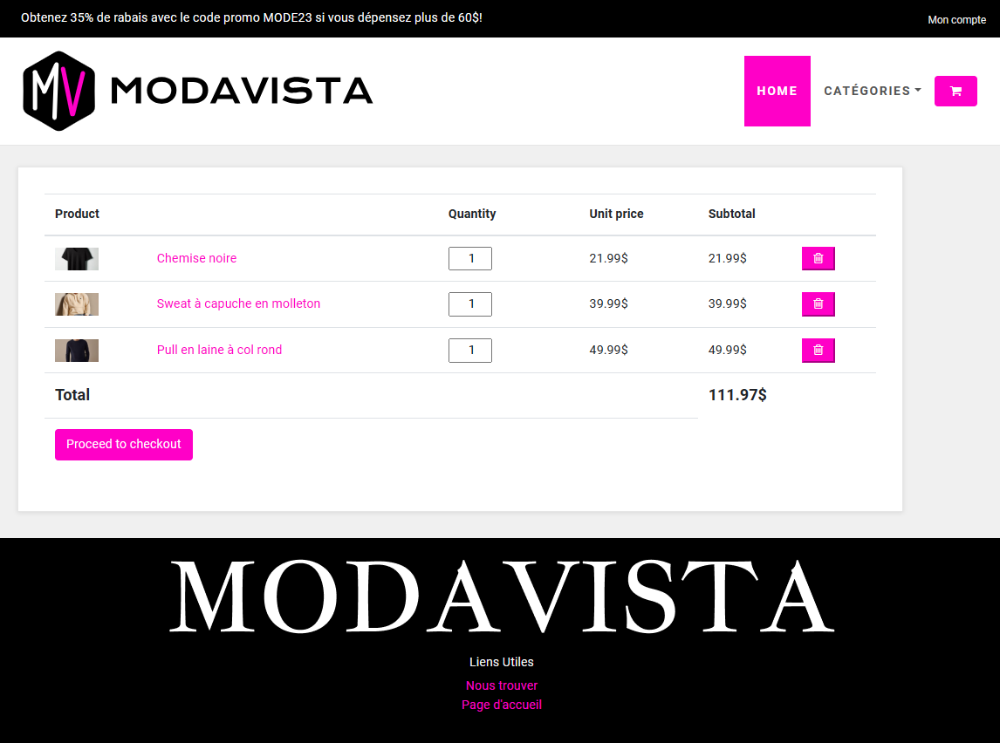 Obtenez 35% de rabais avec le code promo MODE23 si vous dépensez plus de 60$!
Mon compte
MV MODAVISTA
HOME
CATÉGORIES
Product Quantity Unit price Subtotal
Chemise noire 1 21.99$ 21.99$
Sweat à capuche en molleton 1 39.99$ 39.99$
Pull en laine à col rond 1 49.99$ 49.99$
Total 111.97$
Proceed to checkout
MODAVISTA
Liens Utiles
Nous trouver
Page d'accueil